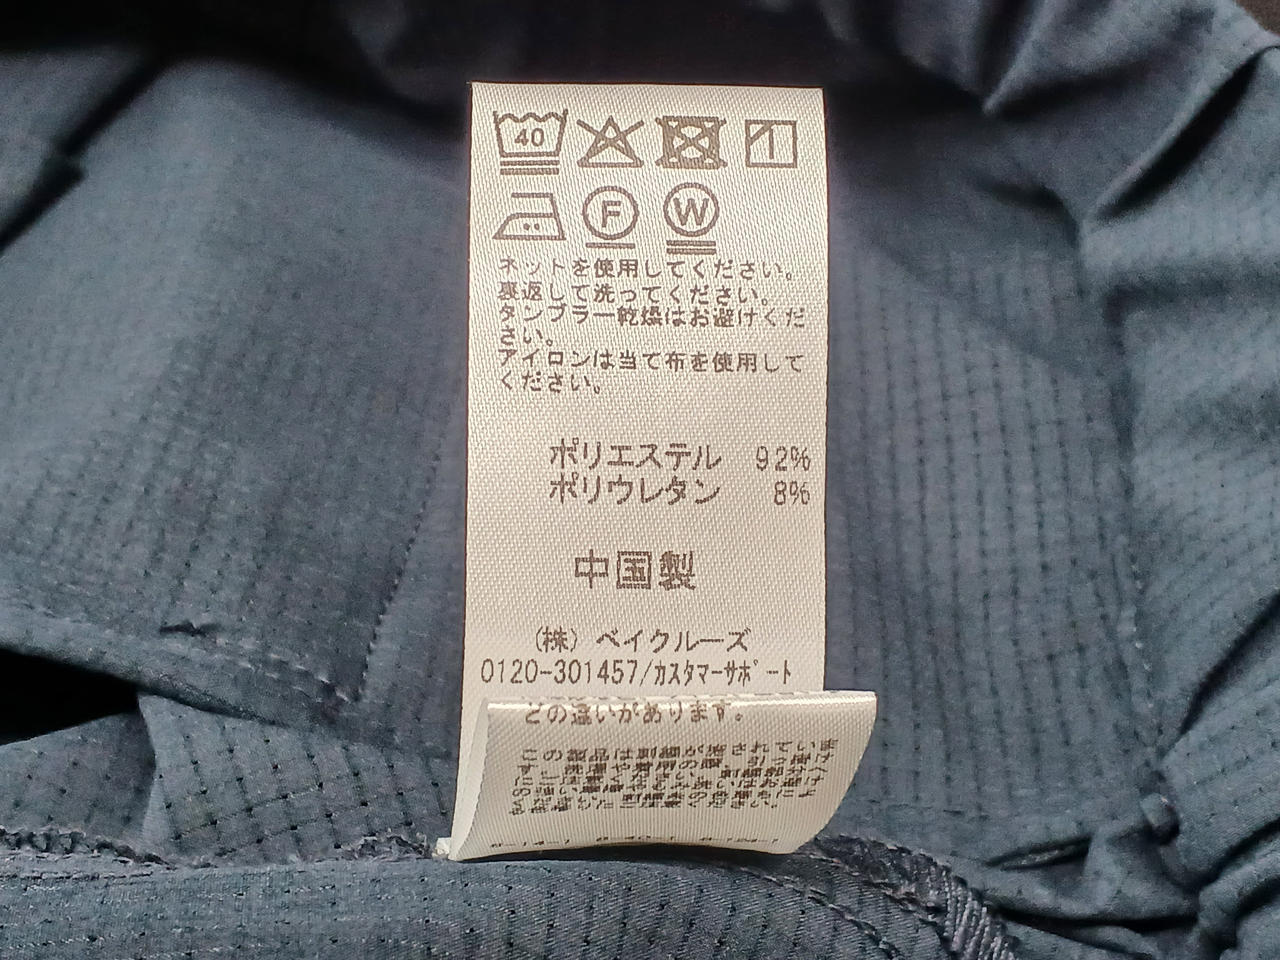 40
F
W
ネットを使用してください。
裏返して洗ってください。
タンブラー乾燥はお避けくだ
さい。
アイロンは当て布を使用して
ください。
ポリエステル 92%
ポリウレタン 8%
中国製
(株) ベイクルーズ
0120-301457/カスタマーサポート
どの違いがあります。
この製品は刺繍が施されてい